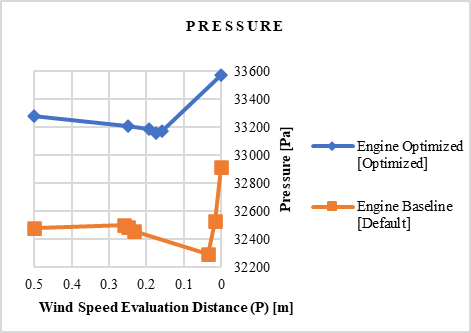 PRESSURE
33600
33400
33200
33000
32800
32600
32400
32200
Pressure [Pa]
0.5
0.4
0.3
0.2
0.1
0
Wind Speed Evaluation Distance (P) [m]
Engine Optimized
[Optimized]
Engine Baseline
[Default]